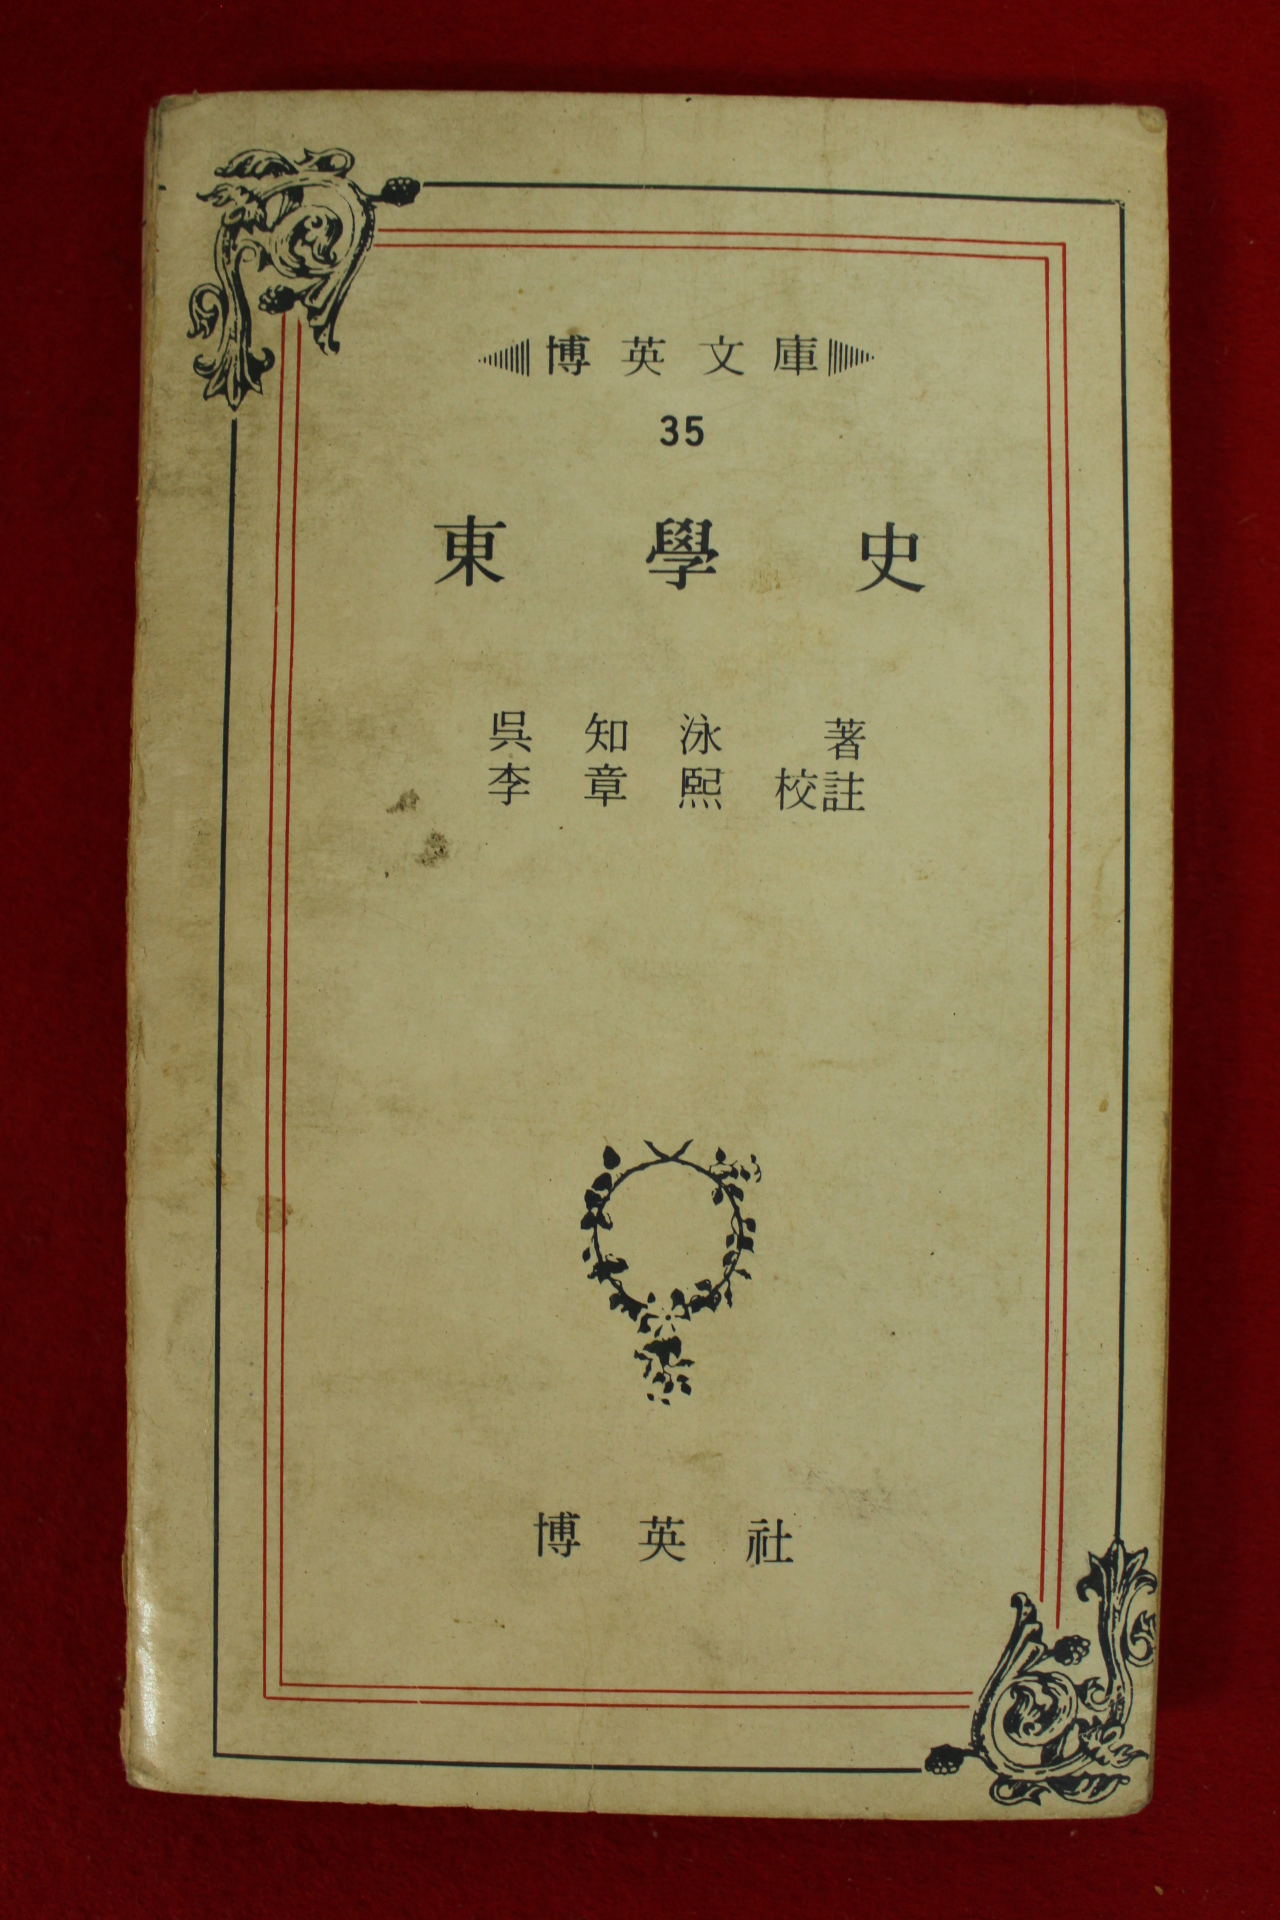 博英文庫
35
東學史
吳知泳 著
李章熙 校註
博英社